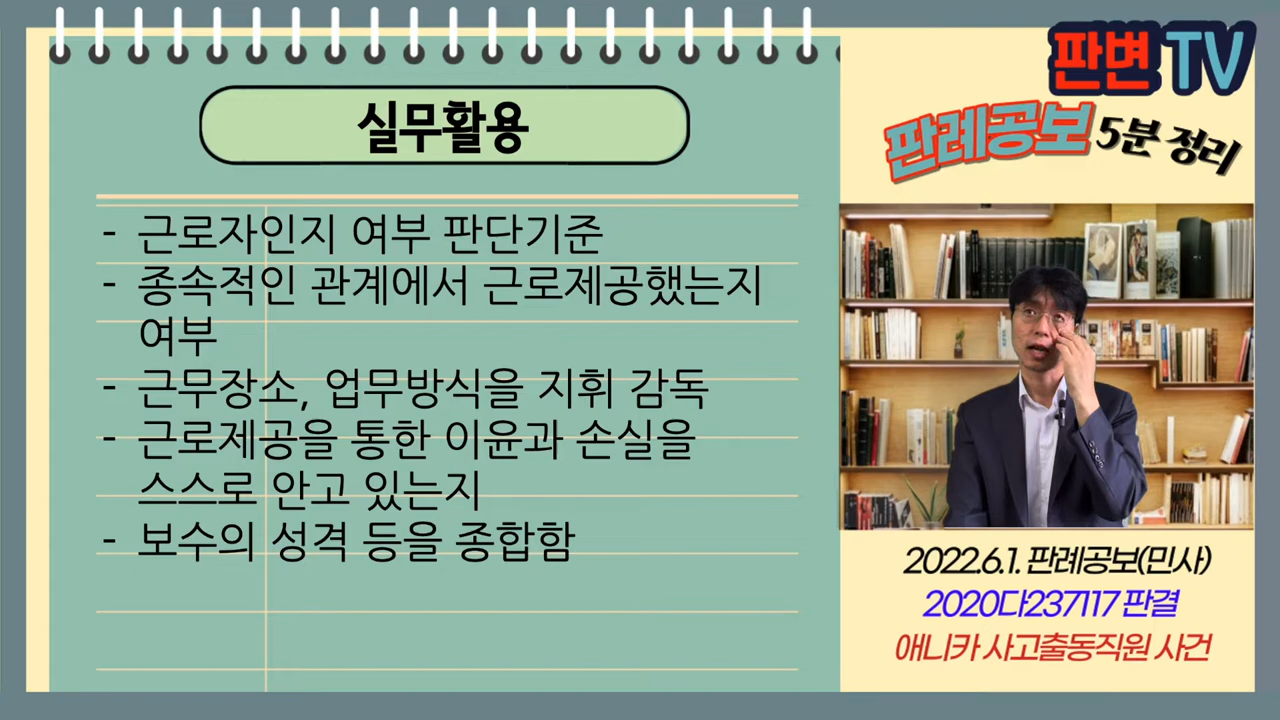 실무활용
- 근로자인지 여부 판단기준
- 종속적인 관계에서 근로제공했는지
여부
- 근무장소, 업무방식을 지휘 감독
- 근로제공을 통한 이윤과 손실을
스스로 안고 있는지
- 보수의 성격 등을 종합함
판변 TV
판례공보 5분 정리
2022.6.1. 판례공보(민사)
2020다237117 판결
애니카 사고출동직원 사건